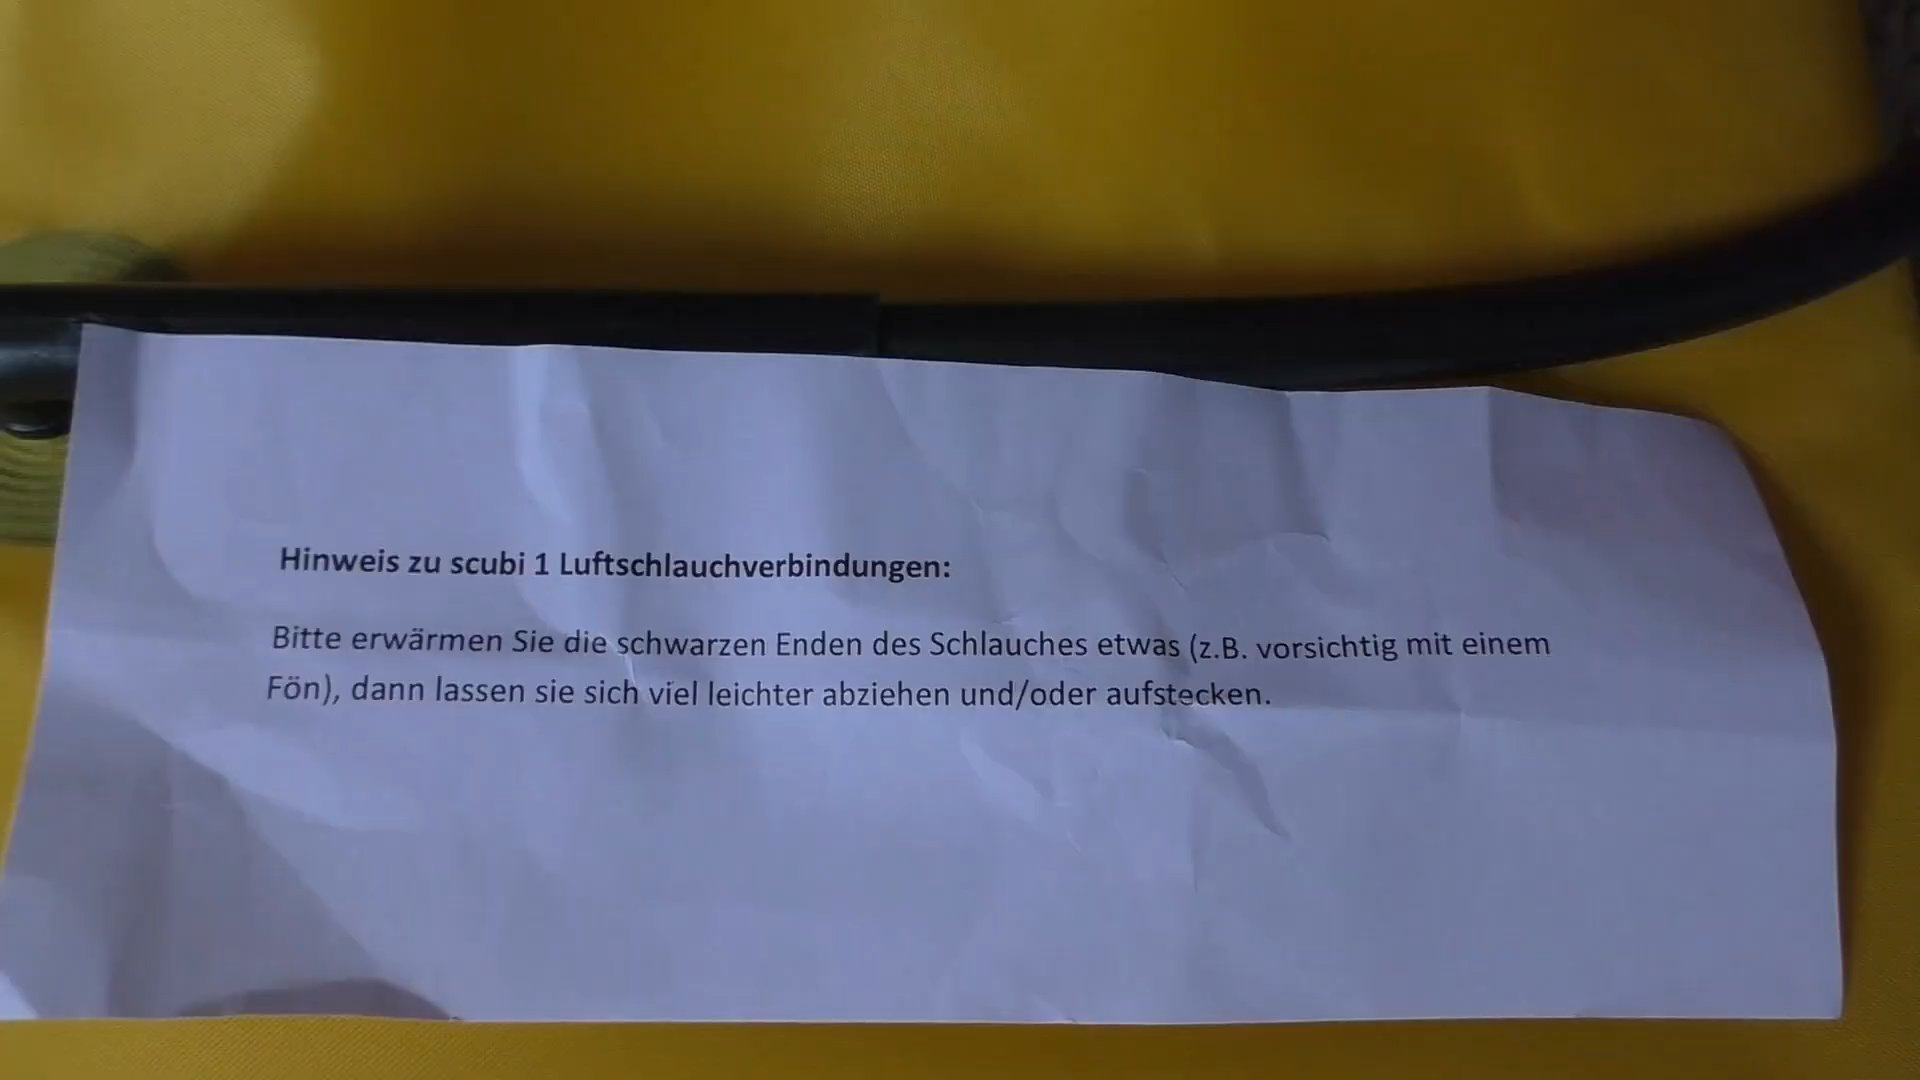 Hinweis zu scubi 1 Luftschlauchverbindungen:
Bitte erwärmen Sie die schwarzen Enden des Schlauches etwas (z.B. vorsichtig mit einem
Fön), dann lassen sie sich viel leichter abziehen und/oder aufstecken.